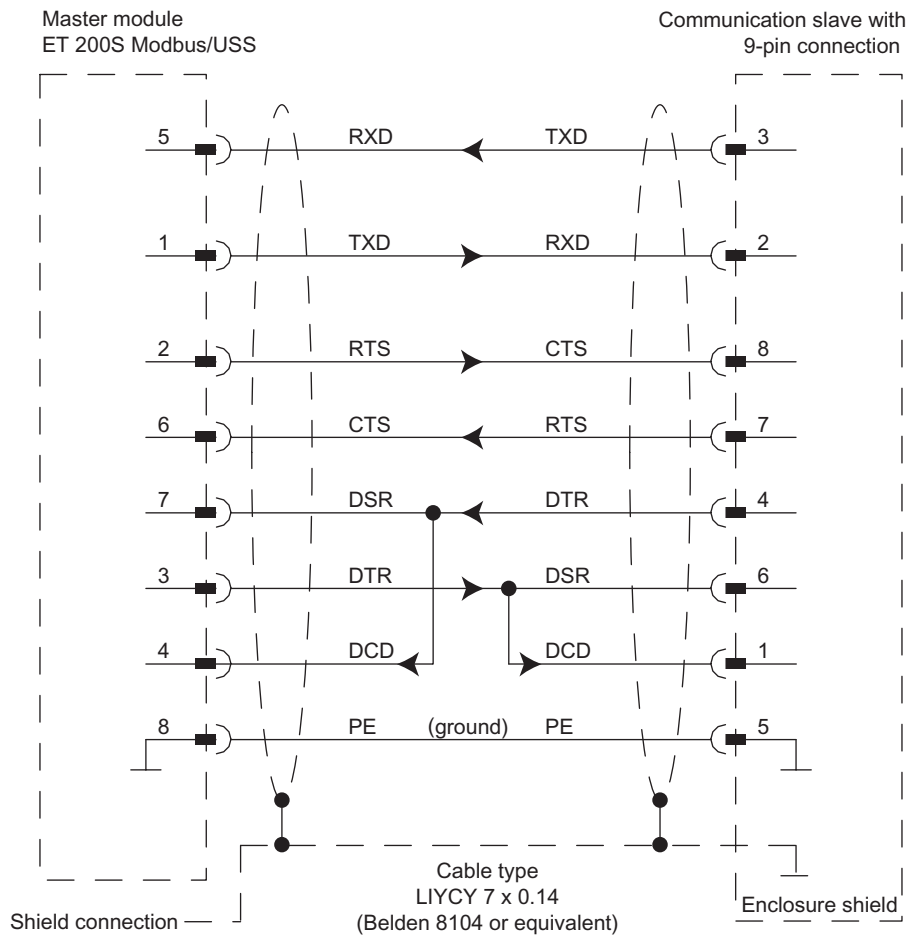 Master module
ET 200S Modbus/USS
Communication slave with
9-pin connection
5 RXD TXD 3
1 TXD RXD 2
2 RTS CTS 8
6 CTS RTS 7
7 DSR DTR 4
3 DTR DSR 6
4 DCD DCD 1
8 PE (ground) PE 5
Cable type
LIYCY 7 x 0.14
(Belden 8104 or equivalent)
Shield connection
Enclosure shield